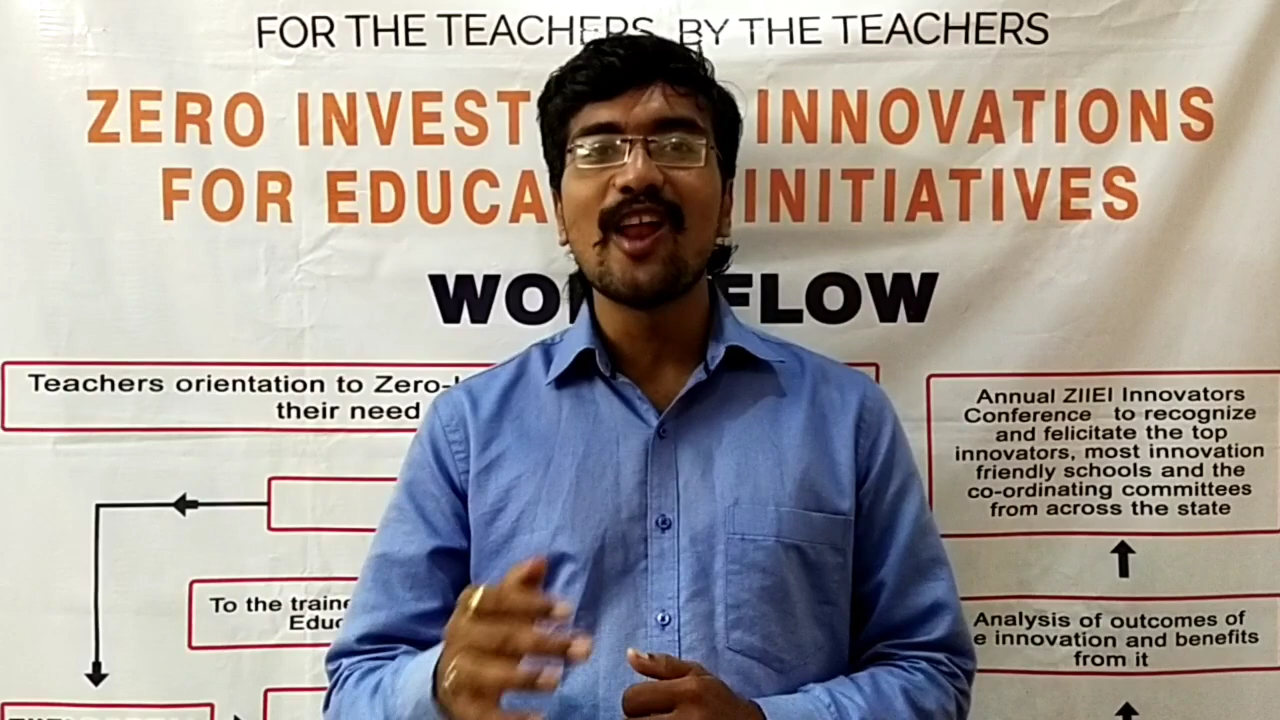 FOR THE TEACHERS BY THE TEACHERS
ZERO INVEST INNOVATIONS
FOR EDUCA INITIATIVES
WO FLOW
Teachers orientation to Zero-
their need
To the traine
Educ
Annual ZIIEI Innovators
Conference to recognize
and felicitate the top
innovators, most innovation
friendly schools and the
co-ordinating committees
from across the state
Analysis of outcomes of
e innovation and benefits
from it